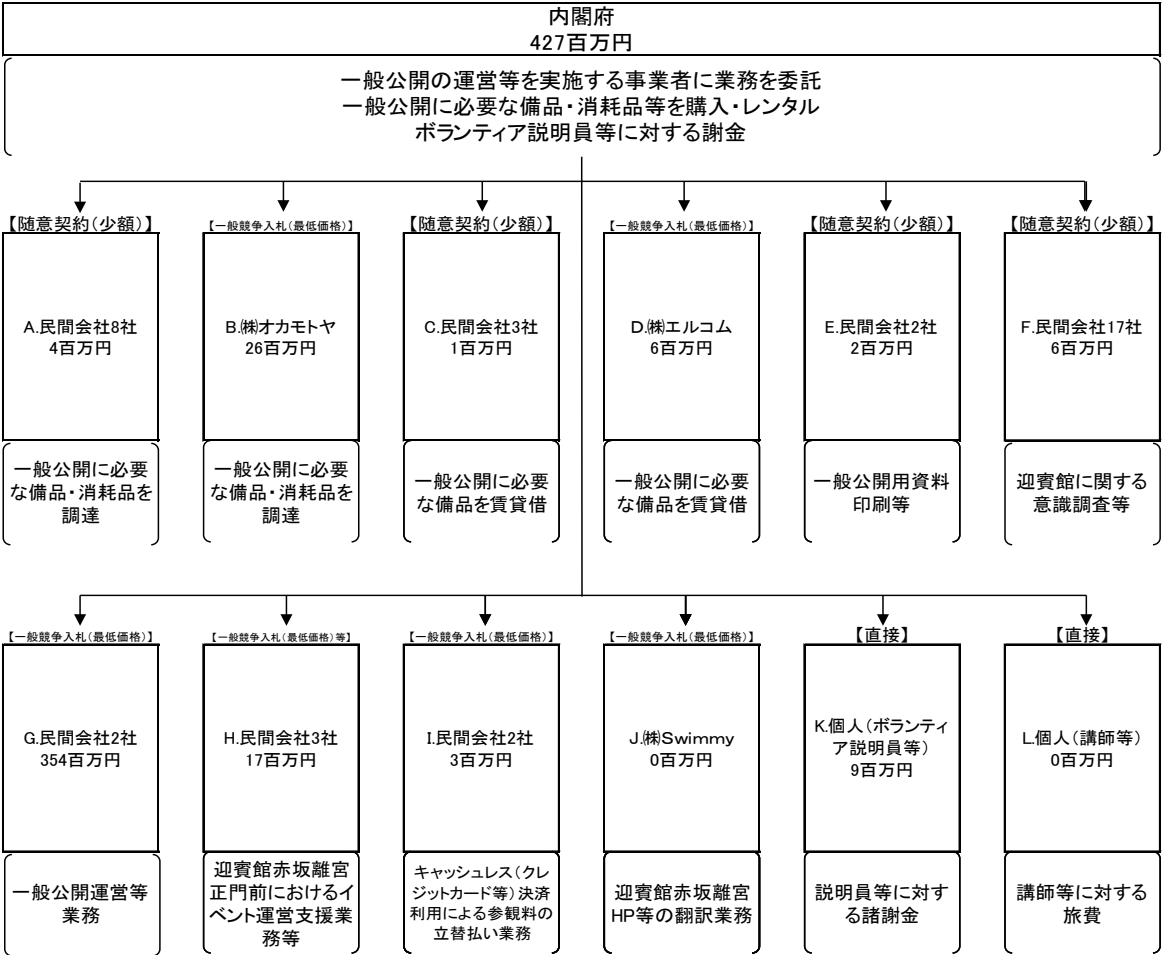 内閣府
427百万円
一般公開の運営等を実施する事業者に業務を委託
一般公開に必要な備品・消耗品等を購入・レンタル
ボランティア説明員等に対する謝金
【随意契約(少額)】
A.民間会社8社
4百万円
一般公開に必要
な備品・消耗品を
調達
【一般競争入札(最低価格)】
B.㈱オカモトヤ
26百万円
一般公開に必要
な備品・消耗品を
調達
【随意契約(少額)】
C.民間会社3社
1百万円
一般公開に必要
な備品を賃貸借
【一般競争入札(最低価格)】
D.㈱エルコム
6百万円
一般公開に必要
な備品を賃貸借
【随意契約(少額)】
E.民間会社2社
2百万円
一般公開用資料
印刷等
【随意契約(少額)】
F.民間会社17社
6百万円
迎賓館に関する
意識調査等
【一般競争入札(最低価格)】
G.民間会社2社
354百万円
一般公開運営等
業務
【一般競争入札(最低価格)等】
H.民間会社3社
17百万円
迎賓館赤坂離宮
正門前におけるイ
ベント運営支援業
務等
【一般競争入札(最低価格)】
I.民間会社2社
3百万円
キャッシュレス(クレ
ジットカード等)決済
利用による参観料の
立替払い業務
【一般競争入札(最低価格)】
J.㈱Swimmy
0百万円
迎賓館赤坂離宮
HP等の翻訳業務
【直接】
K.個人(ボランティ
ア説明員等)
9百万円
説明員等に対す
る諸謝金
【直接】
L.個人(講師等)
0百万円
講師等に対する
旅費